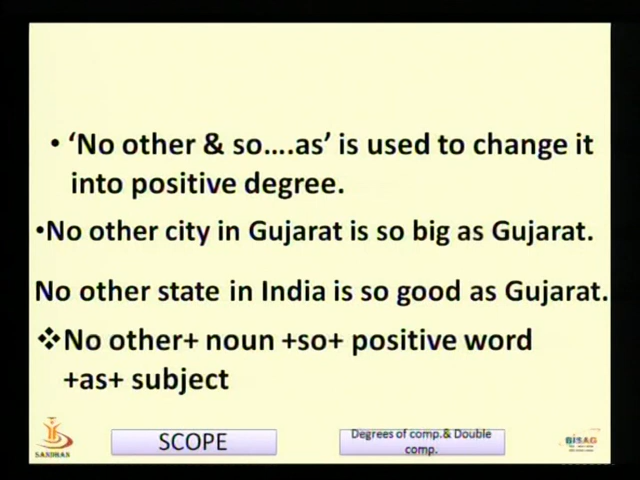 • ‘No other & so....as’ is used to change it
into positive degree.
•No other city in Gujarat is so big as Gujarat.
No other state in India is so good as Gujarat.
❖No other+ noun +so+ positive word
+as+ subject
SANDHAN
SCOPE
Degrees of comp.& Double
comp.
BISAG